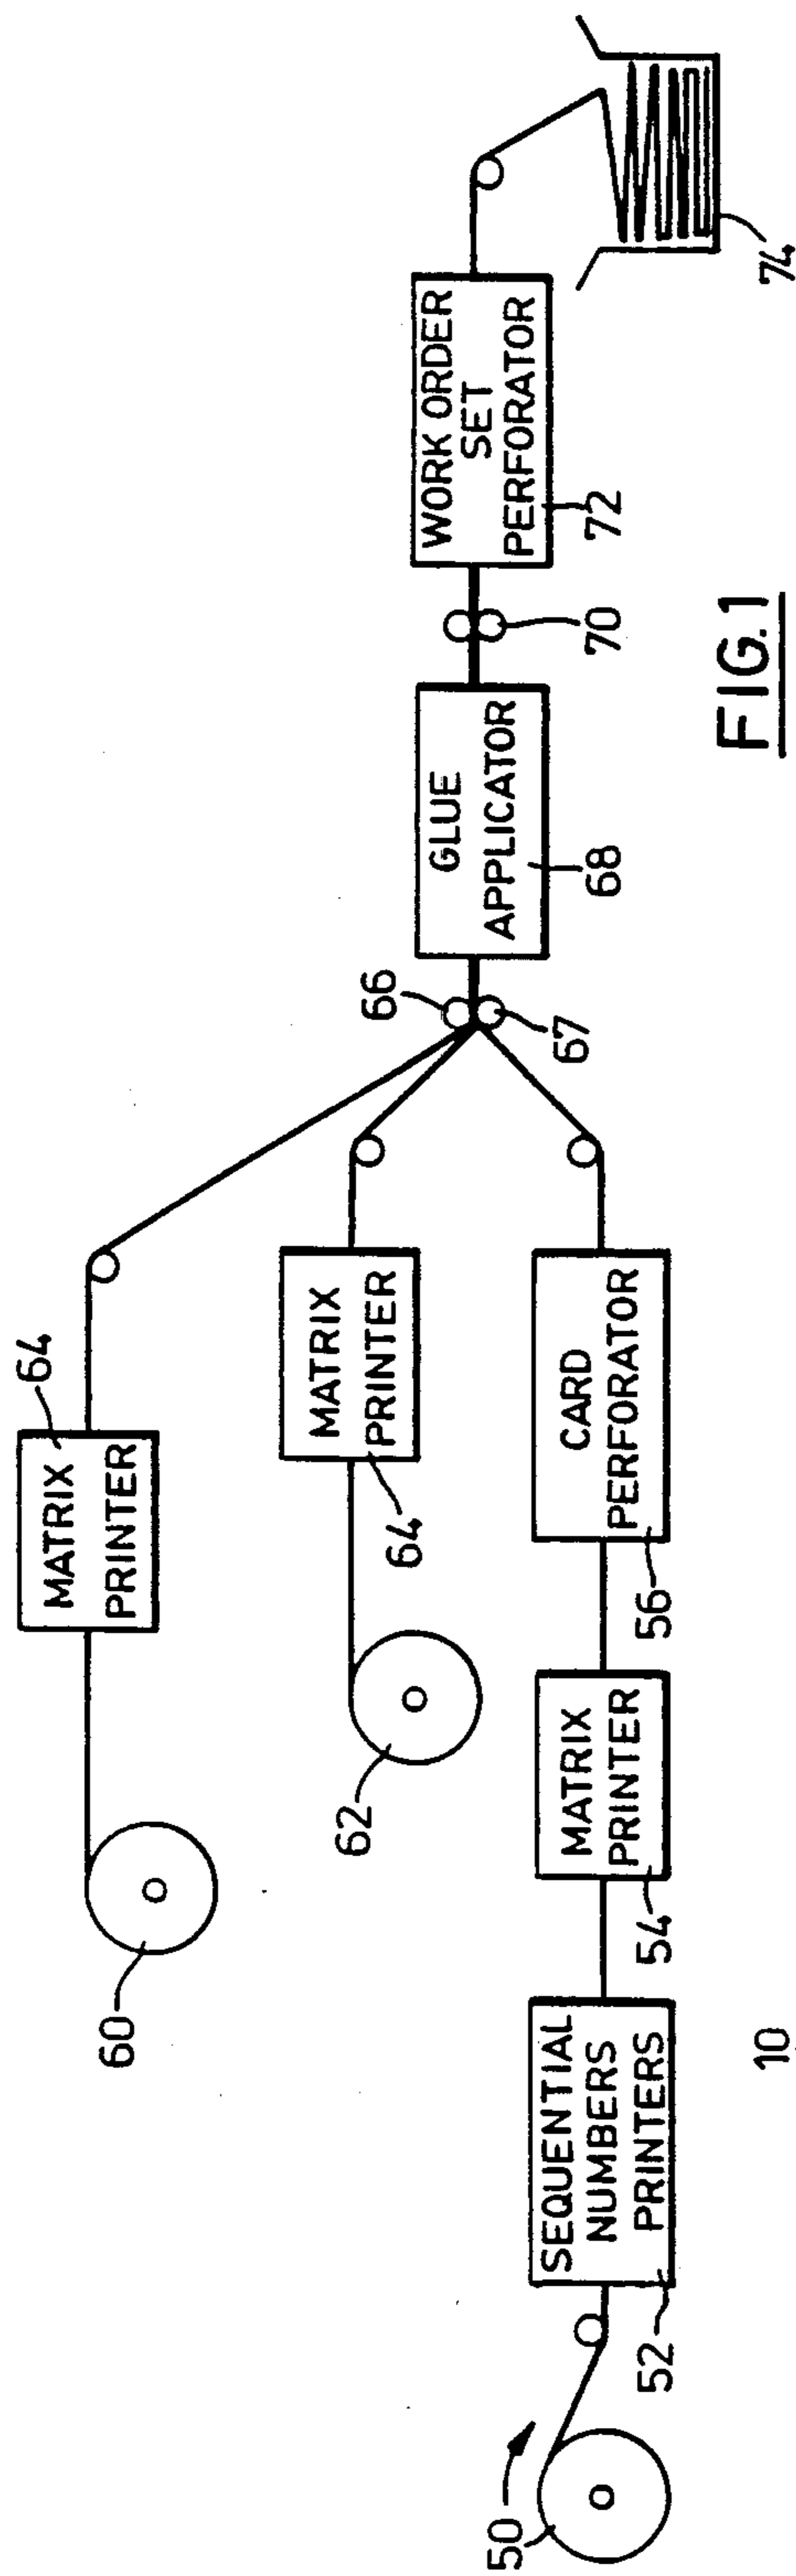 60
MATRIX
PRINTER
64
62
MATRIX
PRINTER
64
50
SEQUENTIAL
NUMBERS
PRINTERS
52
MATRIX
PRINTER
54
CARD
PERFORATOR
56
66
67
GLUE
APPLICATOR
68
70
WORK ORDER
SET
PERFORATOR
72
74
10
FIG.1